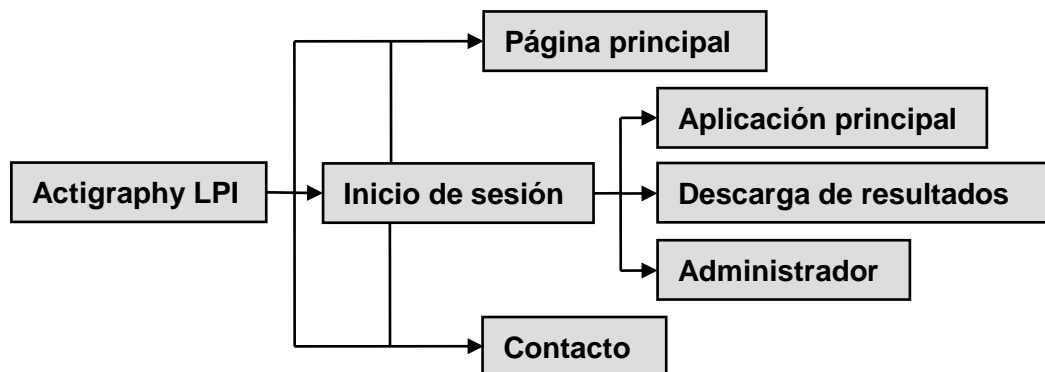 Página principal
Aplicación principal
Actigraphy LPI
Inicio de sesión
Descarga de resultados
Administrador
Contacto